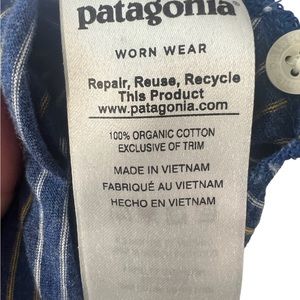 patagonia®
WORN WEAR
Repair, Reuse, Recycle
This Product
www.patagonia.com
100% ORGANIC COTTON
EXCLUSIVE OF TRIM
MADE IN VIETNAM
FABRIQUÉ AU VIETNAM
HECHO EN VIETNAM